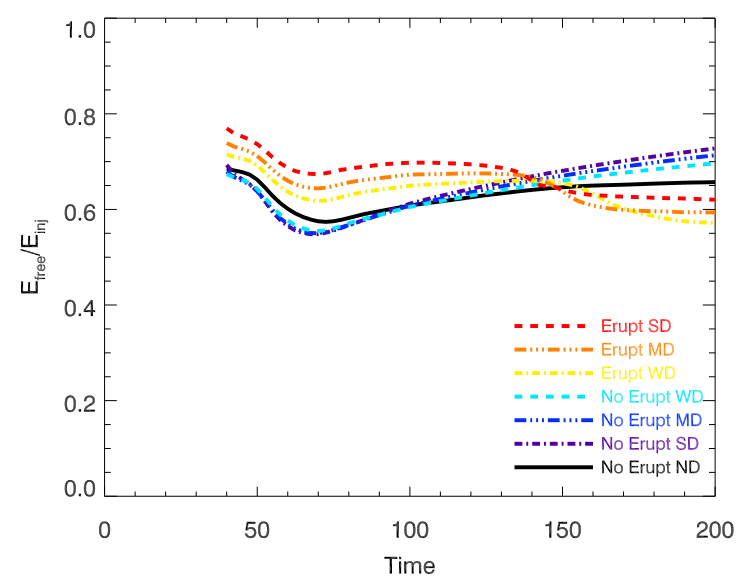 1.0
0.8
0.6
0.4
0.2
0.0
E_free/E_inj
0
50
100
150
200
Time
Erupt SD
Erupt MD
Erupt WD
No Erupt WD
No Erupt MD
No Erupt SD
No Erupt ND